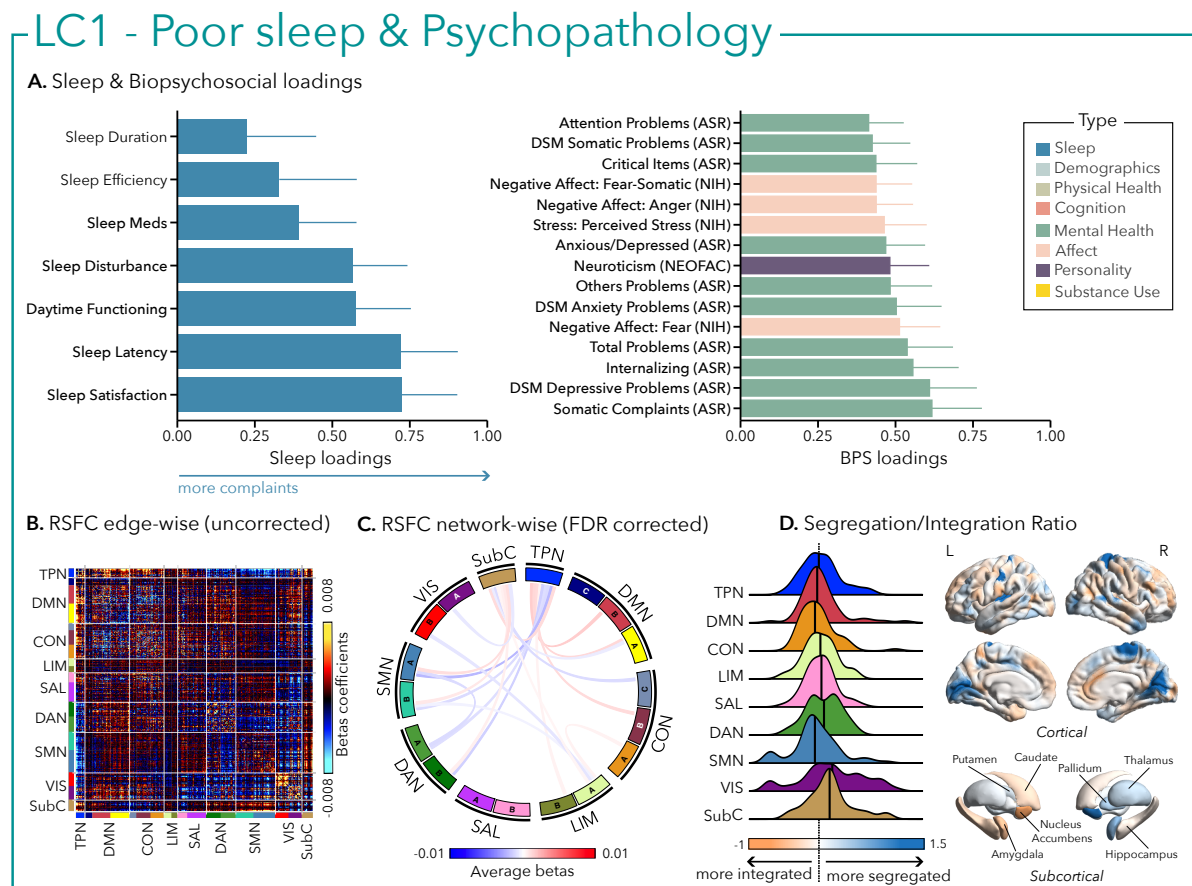 LC1 - Poor sleep & Psychopathology
A. Sleep & Biopsychosocial loadings
Sleep Duration
Sleep Efficiency
Sleep Meds
Sleep Disturbance
Daytime Functioning
Sleep Latency
Sleep Satisfaction
0.00 0.25 0.50 0.75 1.00
Sleep loadings
more complaints
Attention Problems (ASR)
DSM Somatic Problems (ASR)
Critical Items (ASR)
Negative Affect: Fear-Somatic (NIH)
Negative Affect: Anger (NIH)
Stress: Perceived Stress (NIH)
Anxious/Depressed (ASR)
Neuroticism (NEOFAC)
Others Problems (ASR)
DSM Anxiety Problems (ASR)
Negative Affect: Fear (NIH)
Total Problems (ASR)
Internalizing (ASR)
DSM Depressive Problems (ASR)
Somatic Complaints (ASR)
0.00 0.25 0.50 0.75 1.00
BPS loadings
Type
Sleep
Demographics
Physical Health
Cognition
Mental Health
Affect
Personality
Substance Use
B. RSFC edge-wise (uncorrected)
TPN
DMN
CON
LIM
SAL
DAN
SMN
VIS
SubC
TPN DMN CON LIM SAL DAN SMN VIS SubC
0.008
Betas coefficients
-0.008
C. RSFC network-wise (FDR corrected)
SubC TPN
VIS A B
C B A DMN
SMN A B
C B A CON
DAN A B
A B SAL
B A LIM
-0.01 0.01
Average betas
D. Segregation/Integration Ratio
TPN
DMN
CON
LIM
SAL
DAN
SMN
VIS
SubC
-1 1.5
more integrated more segregated
L R
Cortical
Putamen Caudate Pallidum Thalamus
Nucleus
Accumbens
Amygdala Hippocampus
Subcortical